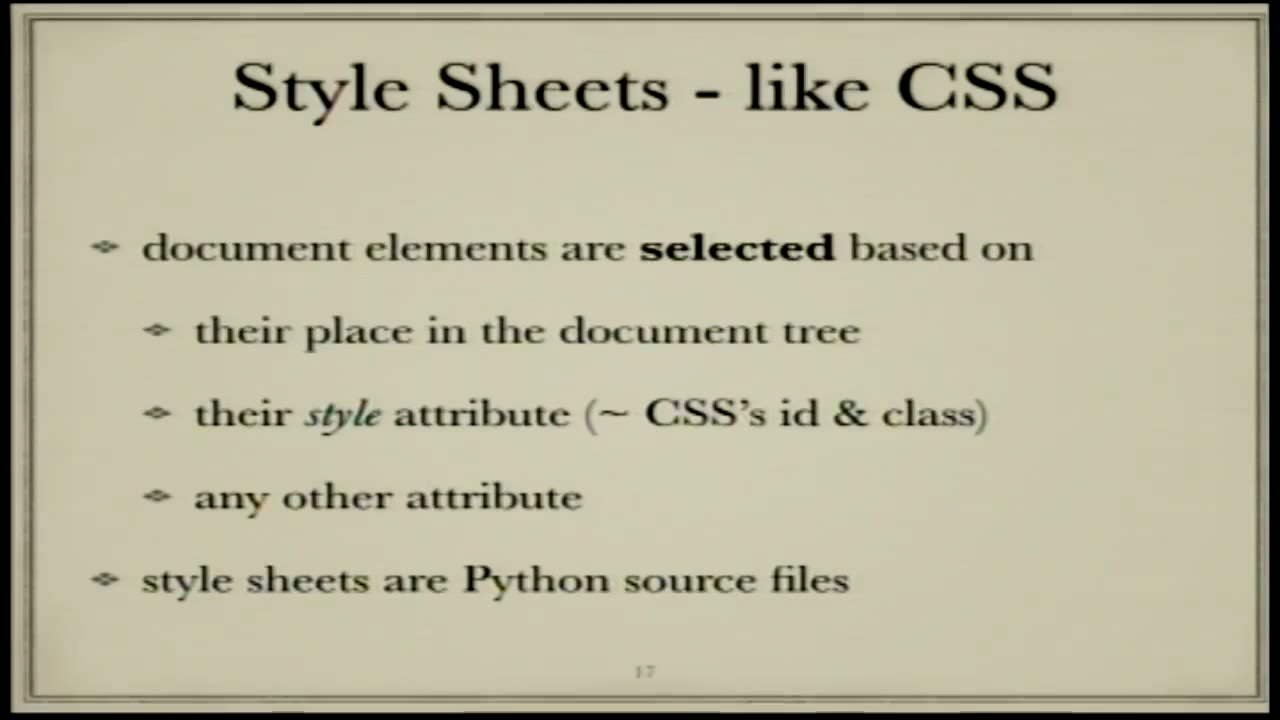 Style Sheets - like CSS
document elements are selected based on
their place in the document tree
their style attribute (~ CSS's id & class)
any other attribute
style sheets are Python source files
17